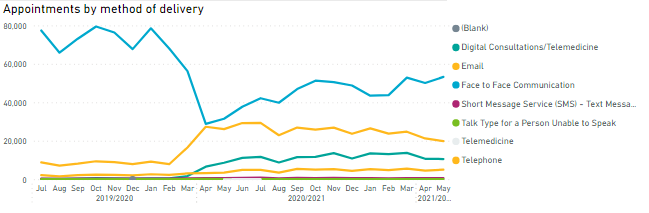 Appointments by method of delivery
80,000
60,000
40,000
20,000
0
Jul Aug Sep Oct Nov Dec Jan Feb Mar Apr May Jun Jul Aug Sep Oct Nov Dec Jan Feb Mar Apr May
2019/2020 2020/2021 2021/20...
(Blank)
Digital Consultations/Telemedicine
Email
Face to Face Communication
Short Message Service (SMS) - Text Messa...
Talk Type for a Person Unable to Speak
Telemedicine
Telephone